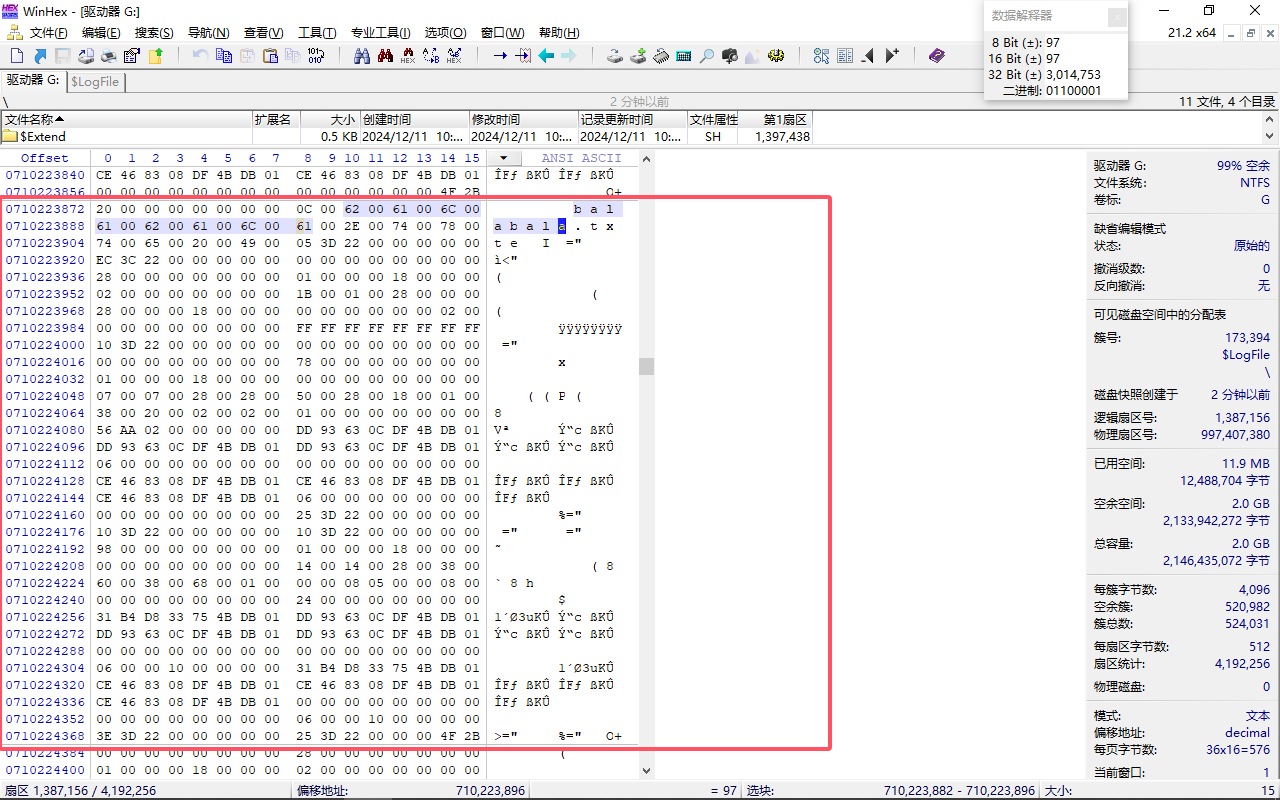 WinHex - [驱动器 G:]
文件(F) 编辑(E) 搜索(S) 导航(N) 查看(V) 工具(T) 专业工具(I) 选项(O) 窗口(W) 帮助(H) 21.2 x64
数据解释器
8 Bit (±): 97
16 Bit (±): 97
32 Bit (±): 3,014,753
二进制: 01100001
驱动器 G: $LogFile
\ 2 分钟以前 11 文件, 4 个目录
文件名称 扩展名 大小 创建时间 修改时间 记录更新时间 文件属性 第1扇区
$Extend 0.5 KB 2024/12/11 10:... 2024/12/11 10:... 2024/12/11 10:... SH 1,397,438
Offset 0 1 2 3 4 5 6 7 8 9 10 11 12 13 14 15 ANSI ASCII
0710223840 CE 46 83 08 DF 4B DB 01 CE 46 83 08 DF 4B DB 01 ÎFƒ ßKÛ ÎFƒ ßKÛ
0710223856 00 00 00 00 00 00 00 00 00 00 00 00 00 00 4F 2B O+
0710223872 20 00 00 00 00 00 00 00 0C 00 62 00 61 00 6C 00 b a l
0710223888 61 00 62 00 61 00 6C 00 61 00 2E 00 74 00 78 00 a b a l a . t x
0710223904 74 00 65 00 20 00 49 00 05 3D 22 00 00 00 00 00 t e I ="
0710223920 EC 3C 22 00 00 00 00 00 00 00 00 00 00 00 00 00 ì<"
0710223936 28 00 00 00 00 00 00 00 01 00 00 00 18 00 00 00 (
0710223952 02 00 00 00 00 00 00 00 1B 00 01 00 28 00 00 00 (
0710223968 28 00 00 00 18 00 00 00 00 00 00 00 00 00 02 00 (
0710223984 00 00 00 00 00 00 00 00 FF FF FF FF FF FF FF FF ÿÿÿÿÿÿÿÿ
0710224000 10 3D 22 00 00 00 00 00 00 00 00 00 00 00 00 00 ="
0710224016 00 00 00 00 00 00 00 00 78 00 00 00 00 00 00 00 x
0710224032 01 00 00 00 18 00 00 00 00 00 00 00 00 00 00 00
0710224048 07 00 07 00 28 00 28 00 50 00 28 00 18 00 01 00 ( ( P (
0710224064 38 00 20 00 02 00 02 00 01 00 00 00 00 00 00 00 8
0710224080 56 AA 02 00 00 00 00 00 DD 93 63 0C DF 4B DB 01 Vª Ý“c ßKÛ
0710224096 DD 93 63 0C DF 4B DB 01 DD 93 63 0C DF 4B DB 01 Ý“c ßKÛ Ý“c ßKÛ
0710224112 06 00 00 00 00 00 00 00 00 00 00 00 00 00 00 00
0710224128 CE 46 83 08 DF 4B DB 01 CE 46 83 08 DF 4B DB 01 ÎFƒ ßKÛ ÎFƒ ßKÛ
0710224144 CE 46 83 08 DF 4B DB 01 06 00 00 00 00 00 00 00 ÎFƒ ßKÛ
0710224160 00 00 00 00 00 00 00 00 25 3D 22 00 00 00 00 00 %="
0710224176 10 3D 22 00 00 00 00 00 10 3D 22 00 00 00 00 00 =" ="
0710224192 98 00 00 00 00 00 00 00 01 00 00 00 18 00 00 00 ˜
0710224208 00 00 00 00 00 00 00 00 14 00 14 00 28 00 38 00 ( 8
0710224224 60 00 38 00 68 00 01 00 00 00 08 05 00 00 08 00 ` 8 h
0710224240 00 00 00 00 00 00 00 00 24 00 00 00 00 00 00 00 $
0710224256 31 B4 D8 33 75 4B DB 01 DD 93 63 0C DF 4B DB 01 1´Ø3uKÛ Ý“c ßKÛ
0710224272 DD 93 63 0C DF 4B DB 01 DD 93 63 0C DF 4B DB 01 Ý“c ßKÛ Ý“c ßKÛ
0710224288 00 00 00 00 00 00 00 00 00 00 00 00 00 00 00 00
0710224304 06 00 00 10 00 00 00 00 31 B4 D8 33 75 4B DB 01 1´Ø3uKÛ
0710224320 CE 46 83 08 DF 4B DB 01 CE 46 83 08 DF 4B DB 01 ÎFƒ ßKÛ ÎFƒ ßKÛ
0710224336 CE 46 83 08 DF 4B DB 01 00 00 00 00 00 00 00 00 ÎFƒ ßKÛ
0710224352 00 00 00 00 00 00 00 00 06 00 00 10 00 00 00 00
0710224368 3E 3D 22 00 00 00 00 00 25 3D 22 00 00 00 4F 2B >=" %=" O+
0710224384 00 00 00 00 00 00 00 00 28 00 00 00 00 00 00 00 (
0710224400 01 00 00 00 18 00 00 00 02 00 00 00 00 00 00 00
驱动器 G: 99% 空余
文件系统: NTFS
卷标: G
缺省编辑模式
状态: 原始的
撤消级数: 0
反向撤消: 无
可见磁盘空间中的分配表
簇号: 173,394
$LogFile
\
磁盘快照创建于 2 分钟以前
逻辑扇区号: 1,387,156
物理扇区号: 997,407,380
已用空间: 11.9 MB
12,488,704 字节
空余空间: 2.0 GB
2,133,942,272 字节
总容量: 2.0 GB
2,146,435,072 字节
每簇字节数: 4,096
空余簇: 520,982
簇总数: 524,031
每扇区字节数: 512
扇区统计: 4,192,256
物理磁盘: 0
模式: 文本
偏移地址: decimal
每页字节数: 36x16=576
当前窗口: 1
扇区 1,387,156 / 4,192,256 偏移地址: 710,223,896 = 97 选块: 710,223,882 - 710,223,896 大小: 15